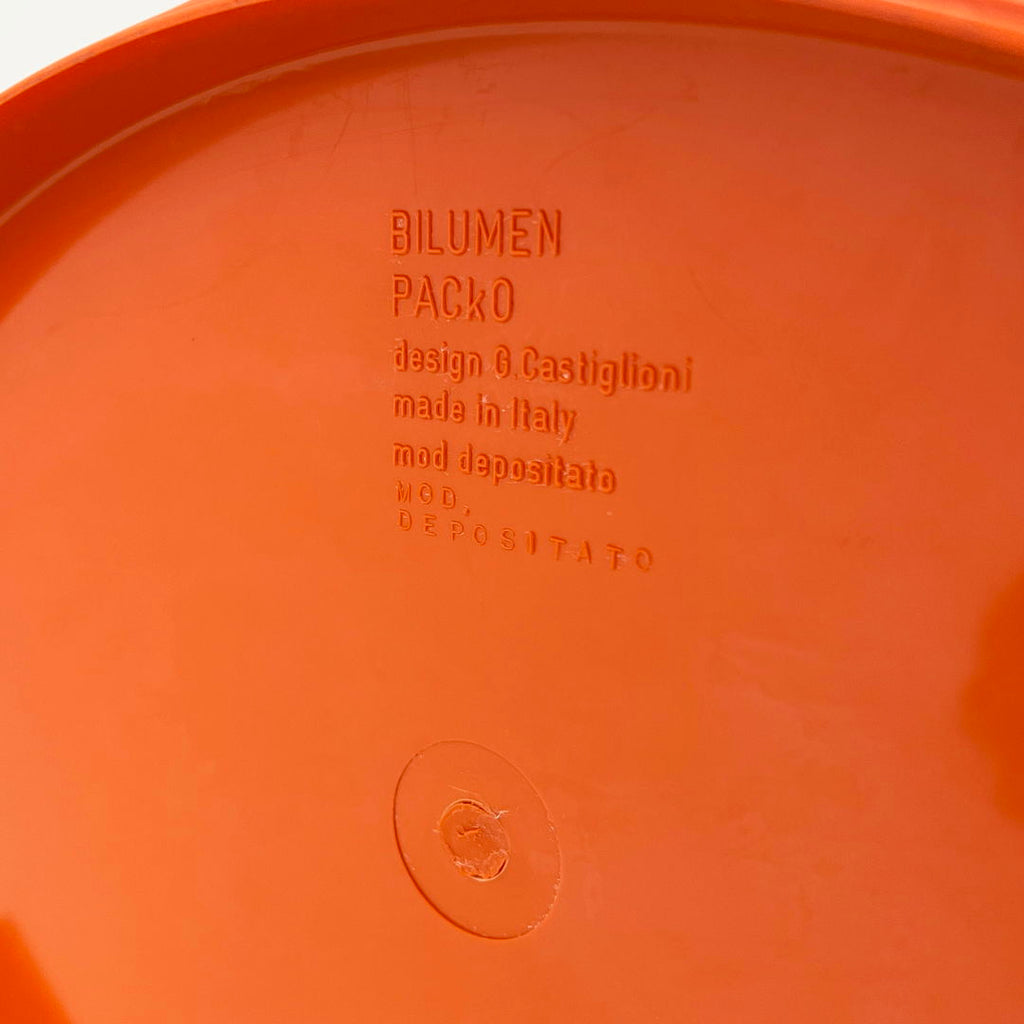 BILUMEN
PACkO
design G.Castiglioni
made in Italy
mod depositato
MOD.
DEPOSITATO